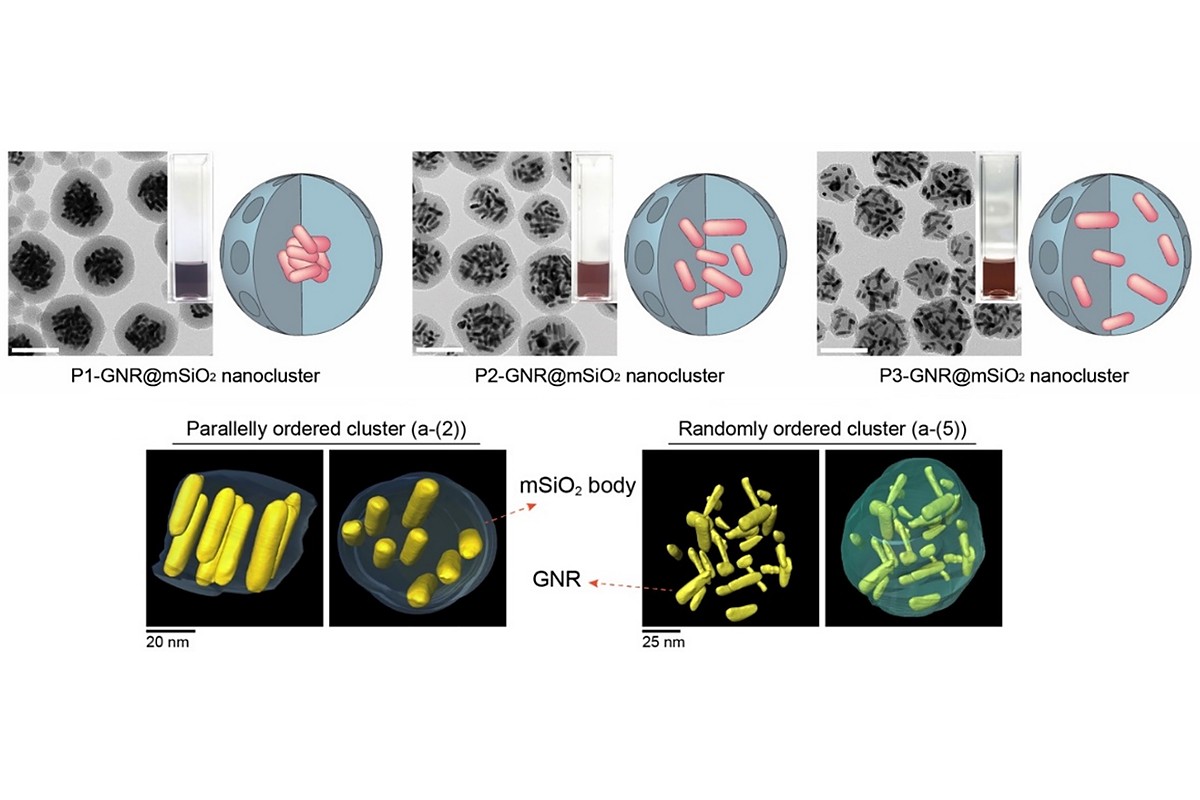 P1-GNR@mSiO₂ nanocluster
P2-GNR@mSiO₂ nanocluster
P3-GNR@mSiO₂ nanocluster
Parallelly ordered cluster (a-(2))
Randomly ordered cluster (a-(5))
mSiO₂ body
GNR
20 nm
25 nm